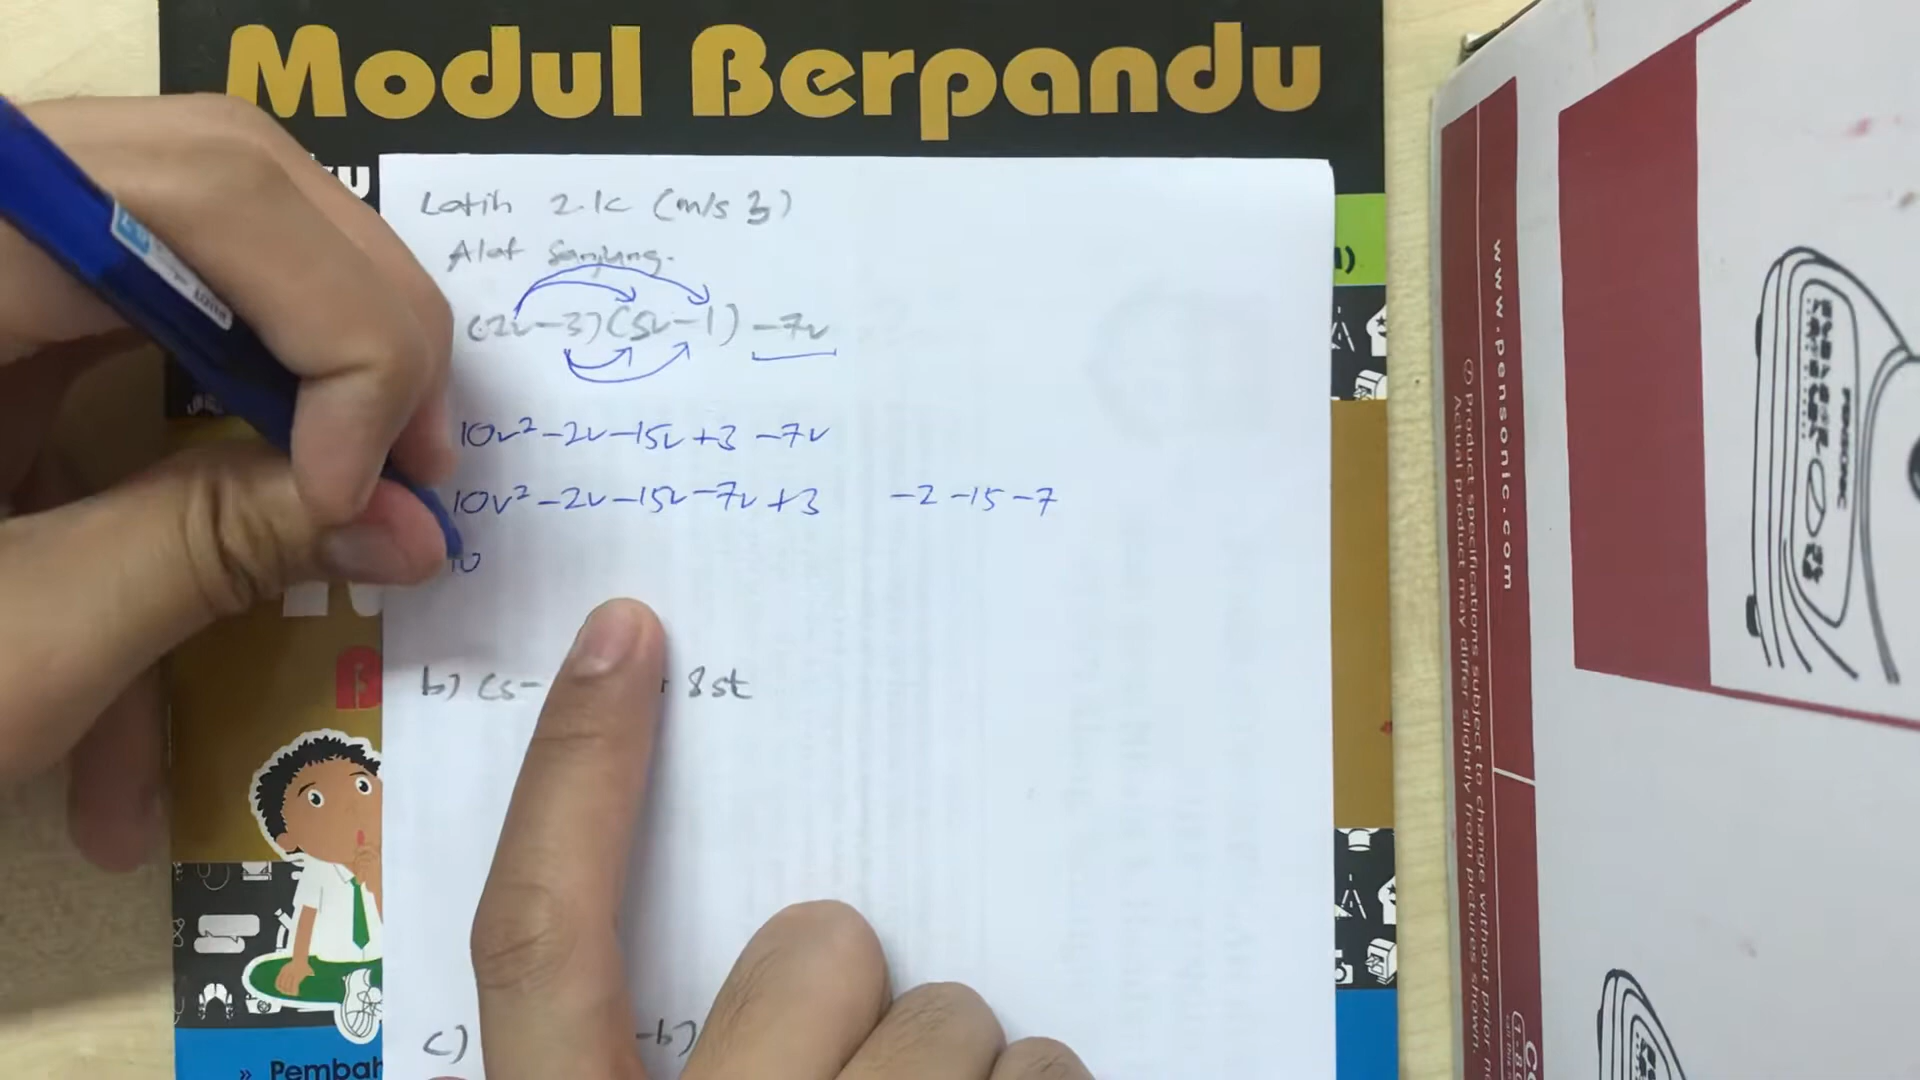 Modul Berpandu
Latih 2.1c (m/s 3)
Alat Sanjung.
(2v-3)(5v-1) -7v
10v² -2v -15v +3 -7v
10v² -2v -15v -7v +3   -2 -15 -7
10
b) (s- 8st
c) -b)
» Pembah
www.pensonic.com
Product specifications subject to change without prior
Actual product may differ slightly from pictures shown.
PENSONIC